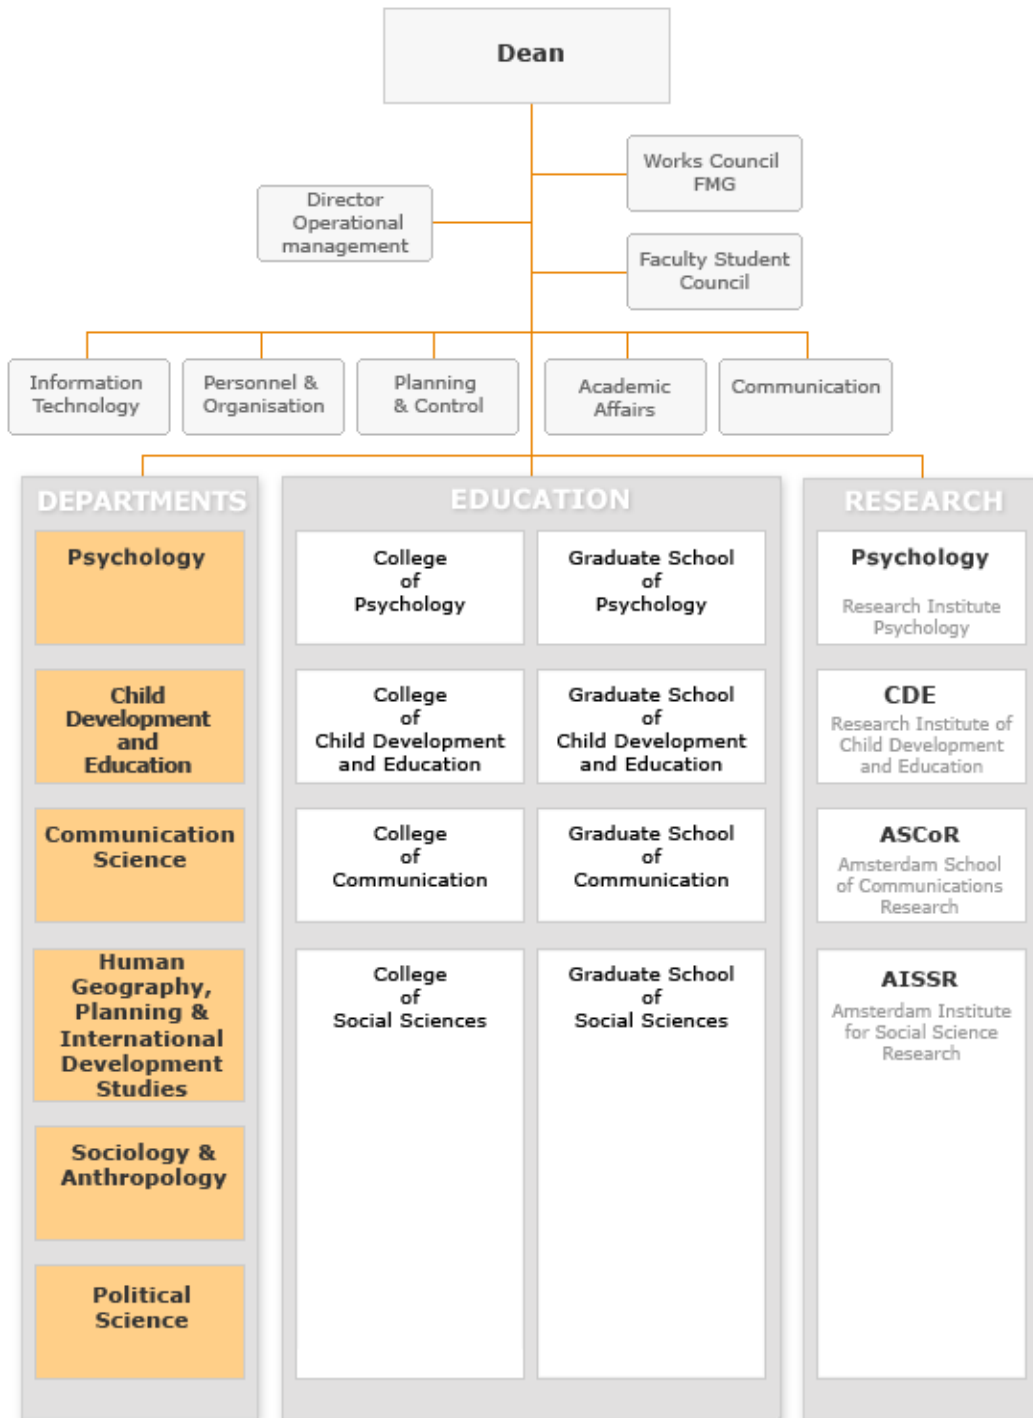 Dean
Works Council
FMG
Director
Operational
management
Faculty Student
Council
Information
Technology
Personnel &
Organisation
Planning
& Control
Academic
Affairs
Communication
DEPARTMENTS
EDUCATION
RESEARCH
Psychology
College
of
Psychology
Graduate School
of
Psychology
Psychology
Research Institute
Psychology
Child
Development
and
Education
College
of
Child Development
and Education
Graduate School
of
Child Development
and Education
CDE
Research Institute of
Child Development
and Education
Communication
Science
College
of
Communication
Graduate School
of
Communication
ASCoR
Amsterdam School
of Communications
Research
Human
Geography,
Planning &
International
Development
Studies
College
of
Social Sciences
Graduate School
of
Social Sciences
AISSR
Amsterdam Institute
for Social Science
Research
Sociology &
Anthropology
Political
Science